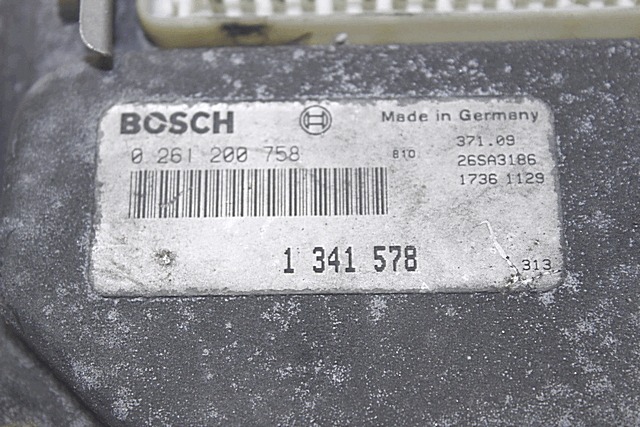 BOSCH
Made in Germany
0 261 200 758
810
371.09
26SA3186
1736 1129
1 341 578
313